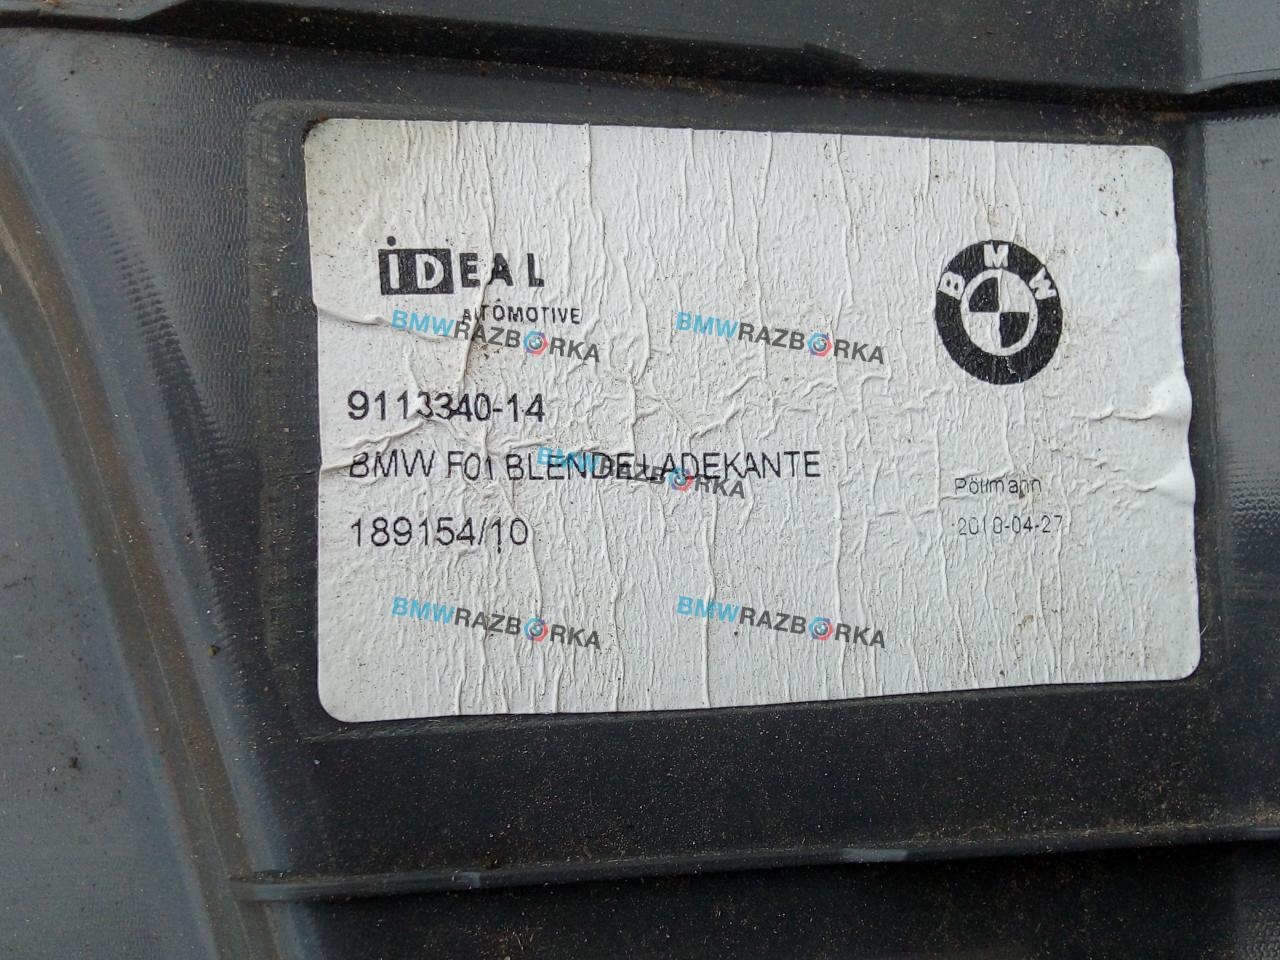 iDEAL
AUTOMOTIVE
BMW
BMWRAZBORKA BMWRAZBORKA
9113340-14
BMW F01 BLENDE LADEKANTE
BMWRAZBORKA
Pöllmann
189154/10
2010-04-27
BMWRAZBORKA BMWRAZBORKA